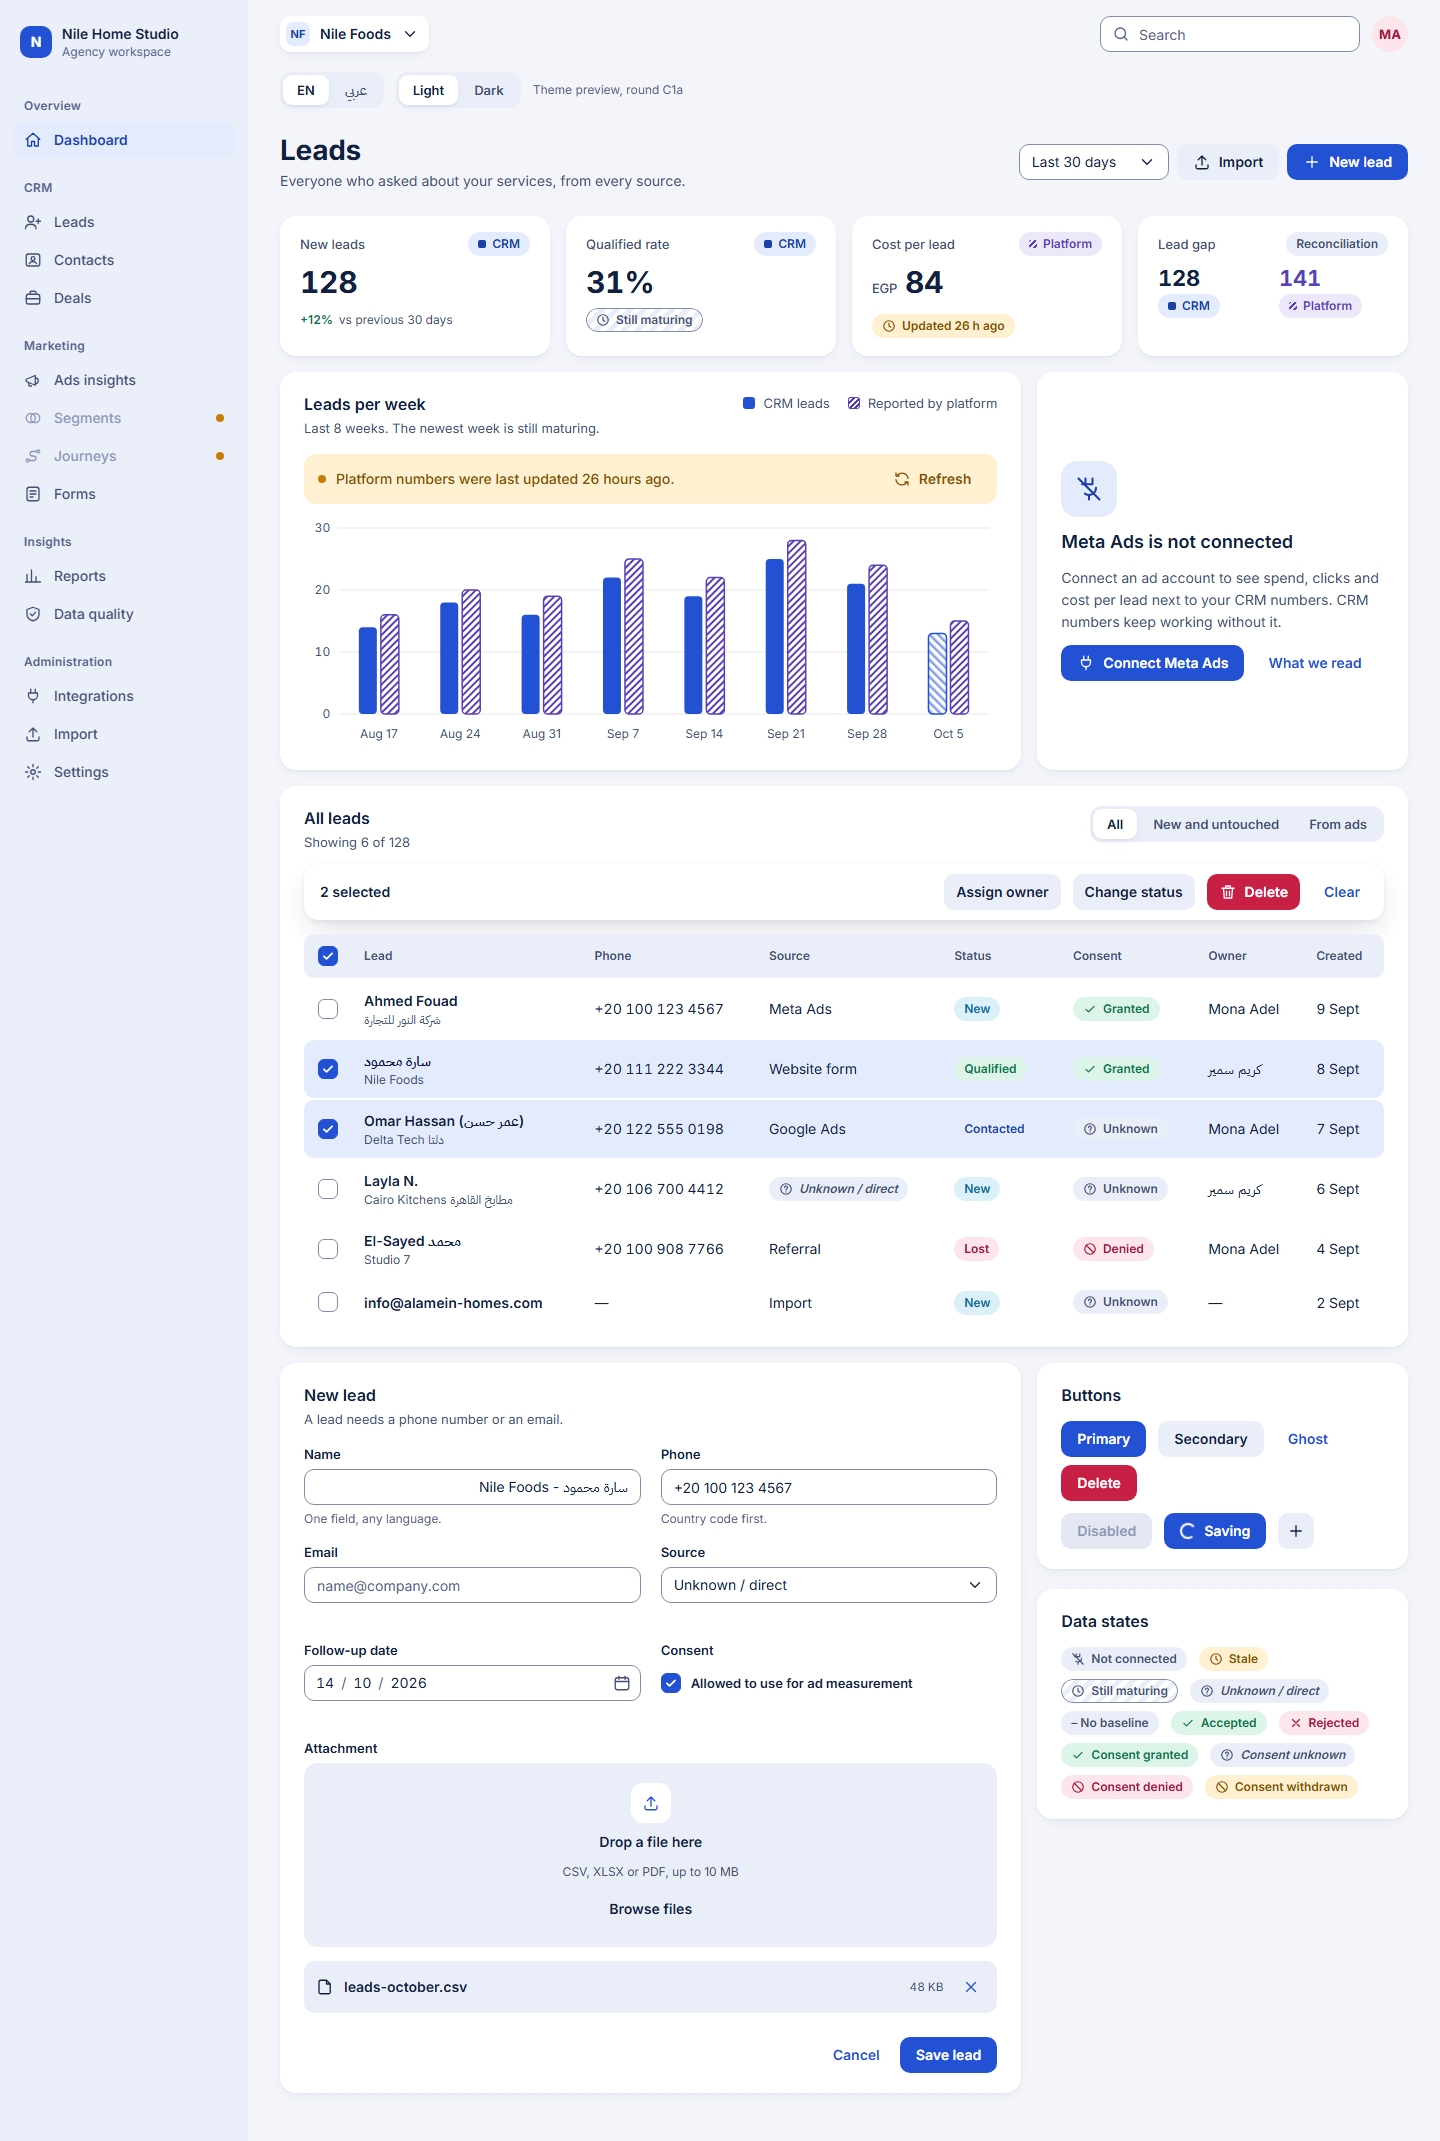 N
Nile Home Studio
Agency workspace
Overview
Dashboard
CRM
Leads
Contacts
Deals
Marketing
Ads insights
Segments
Journeys
Forms
Insights
Reports
Data quality
Administration
Integrations
Import
Settings
NF Nile Foods
Search
MA
EN عربي Light Dark Theme preview, round C1a
Leads
Everyone who asked about your services, from every source.
Last 30 days Import New lead
New leads CRM
128
+12% vs previous 30 days
Qualified rate CRM
31%
Still maturing
Cost per lead Platform
EGP 84
Updated 26 h ago
Lead gap Reconciliation
128 141
CRM Platform
Leads per week
Last 8 weeks. The newest week is still maturing.
CRM leads Reported by platform
Platform numbers were last updated 26 hours ago. Refresh
30
20
10
0
Aug 17 Aug 24 Aug 31 Sep 7 Sep 14 Sep 21 Sep 28 Oct 5
Meta Ads is not connected
Connect an ad account to see spend, clicks and
cost per lead next to your CRM numbers. CRM
numbers keep working without it.
Connect Meta Ads What we read
All leads
Showing 6 of 128
All New and untouched From ads
2 selected Assign owner Change status Delete Clear
Lead Phone Source Status Consent Owner Created
Ahmed Fouad
شركة النور للتجارة
+20 100 123 4567 Meta Ads New Granted Mona Adel 9 Sept
سارة محمود
Nile Foods
+20 111 222 3344 Website form Qualified Granted كريم سمير 8 Sept
Omar Hassan (عمر حسن)
Delta Tech دلتا
+20 122 555 0198 Google Ads Contacted Unknown Mona Adel 7 Sept
Layla N.
Cairo Kitchens مطابخ القاهرة
+20 106 700 4412 Unknown / direct New Unknown كريم سمير 6 Sept
El-Sayed محمد
Studio 7
+20 100 908 7766 Referral Lost Denied Mona Adel 4 Sept
info@alamein-homes.com — Import New Unknown — 2 Sept
New lead
A lead needs a phone number or an email.
Name Phone
سارة محمود - Nile Foods
+20 100 123 4567
One field, any language. Country code first.
Email Source
name@company.com Unknown / direct
Follow-up date Consent
14 / 10 / 2026 Allowed to use for ad measurement
Attachment
Drop a file here
CSV, XLSX or PDF, up to 10 MB
Browse files
leads-october.csv 48 KB
Cancel Save lead
Buttons
Primary Secondary Ghost
Delete
Disabled Saving
Data states
Not connected Stale
Still maturing Unknown / direct
– No baseline Accepted Rejected
Consent granted Consent unknown
Consent denied Consent withdrawn